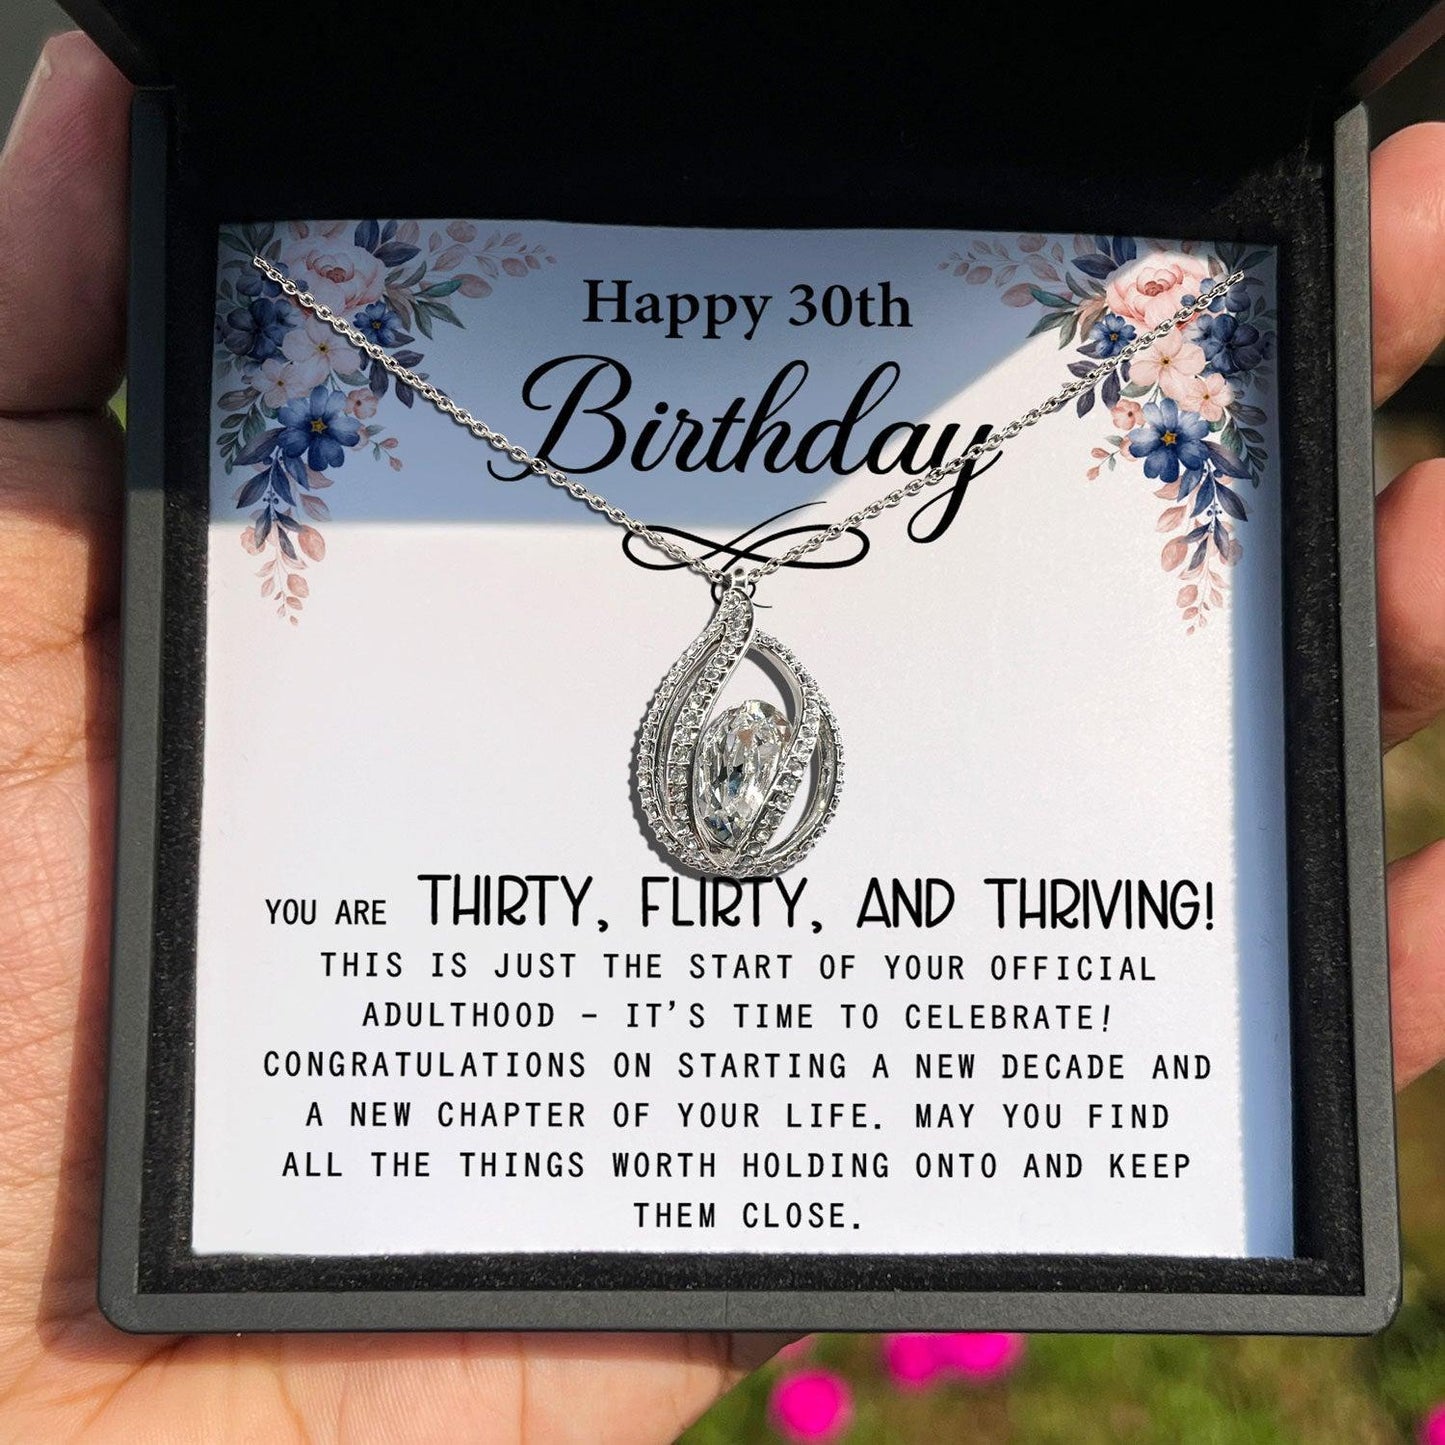 Happy 30th
Birthday
YOU ARE THIRTY, FLIRTY, AND THRIVING!
THIS IS JUST THE START OF YOUR OFFICIAL
ADULTHOOD – IT’S TIME TO CELEBRATE!
CONGRATULATIONS ON STARTING A NEW DECADE AND
A NEW CHAPTER OF YOUR LIFE. MAY YOU FIND
ALL THE THINGS WORTH HOLDING ONTO AND KEEP
THEM CLOSE.